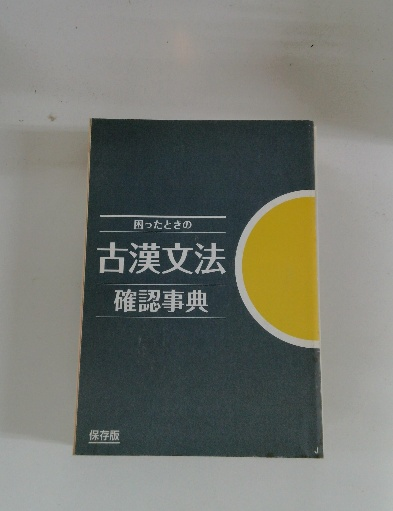 困ったときの
古漢文法
確認事典
保存版
J